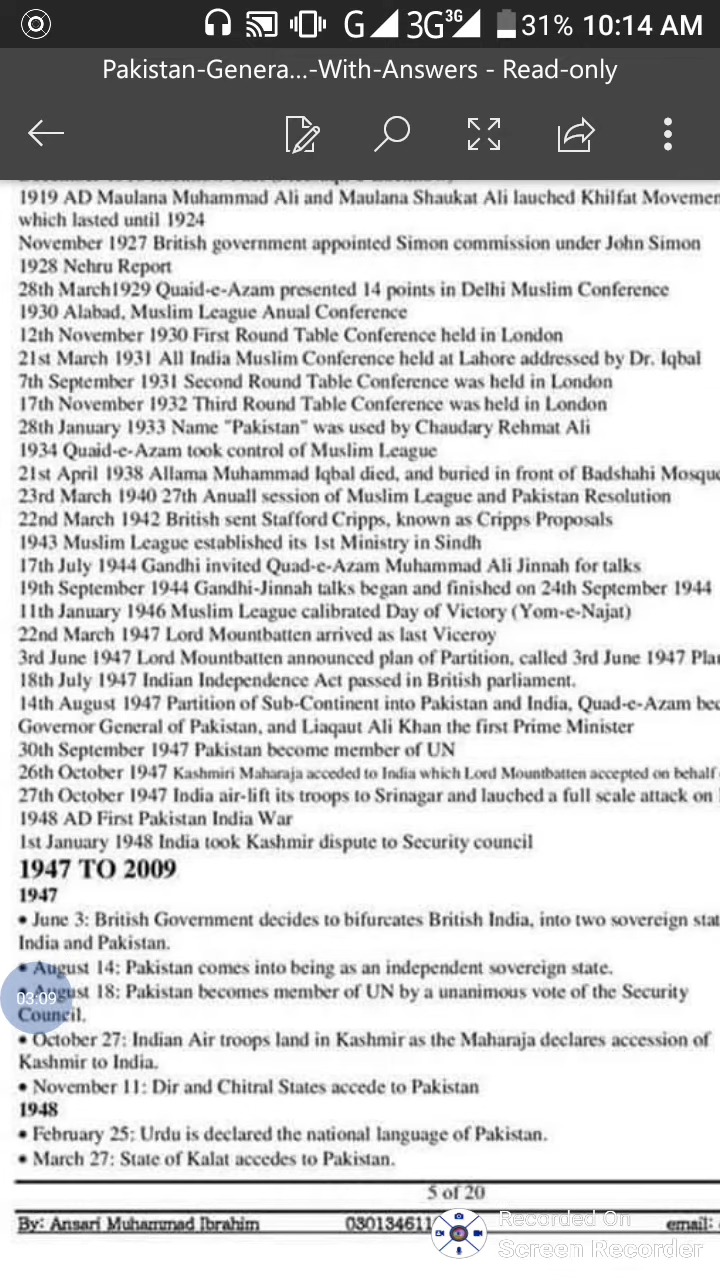 G 3G 3G 31% 10:14 AM
Pakistan-Genera...-With-Answers - Read-only
1919 AD Maulana Muhammad Ali and Maulana Shaukat Ali lauched Khilfat Movemen
which lasted until 1924
November 1927 British government appointed Simon commission under John Simon
1928 Nehru Report
28th March1929 Quaid-e-Azam presented 14 points in Delhi Muslim Conference
1930 Alabad, Muslim League Anual Conference
12th November 1930 First Round Table Conference held in London
21st March 1931 All India Muslim Conference held at Lahore addressed by Dr. Iqbal
7th September 1931 Second Round Table Conference was held in London
17th November 1932 Third Round Table Conference was held in London
28th January 1933 Name "Pakistan" was used by Chaudary Rehmat Ali
1934 Quaid-e-Azam took control of Muslim League
21st April 1938 Allama Muhammad Iqbal died, and buried in front of Badshahi Mosque
23rd March 1940 27th Anuall session of Muslim League and Pakistan Resolution
22nd March 1942 British sent Stafford Cripps, known as Cripps Proposals
1943 Muslim League established its 1st Ministry in Sindh
17th July 1944 Gandhi invited Quad-e-Azam Muhammad Ali Jinnah for talks
19th September 1944 Gandhi-Jinnah talks began and finished on 24th September 1944
11th January 1946 Muslim League calibrated Day of Victory (Yom-e-Najat)
22nd March 1947 Lord Mountbatten arrived as last Viceroy
3rd June 1947 Lord Mountbatten announced plan of Partition, called 3rd June 1947 Plan
18th July 1947 Indian Independence Act passed in British parliament.
14th August 1947 Partition of Sub-Continent into Pakistan and India, Quad-e-Azam bec
Governor General of Pakistan, and Liaqaut Ali Khan the first Prime Minister
30th September 1947 Pakistan become member of UN
26th October 1947 Kashmiri Maharaja acceded to India which Lord Mountbatten accepted on behalf
27th October 1947 India air-lift its troops to Srinagar and lauched a full scale attack on
1948 AD First Pakistan India War
1st January 1948 India took Kashmir dispute to Security council
1947 TO 2009
1947
• June 3: British Government decides to bifurcates British India, into two sovereign stat
India and Pakistan.
• August 14: Pakistan comes into being as an independent sovereign state.
03:09
• August 18: Pakistan becomes member of UN by a unanimous vote of the Security
Council.
• October 27: Indian Air troops land in Kashmir as the Maharaja declares accession of
Kashmir to India.
• November 11: Dir and Chitral States accede to Pakistan
1948
• February 25: Urdu is declared the national language of Pakistan.
• March 27: State of Kalat accedes to Pakistan.
5 of 20
By: Ansari Muhammad Ibrahim 030134611 email:
Recorded On
Screen Recorder